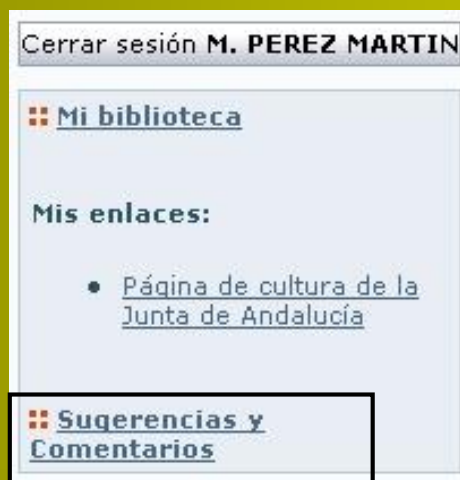 Cerrar sesión M. PEREZ MARTIN
Mi biblioteca
Mis enlaces:
• Página de cultura de la
Junta de Andalucía
Sugerencias y
Comentarios